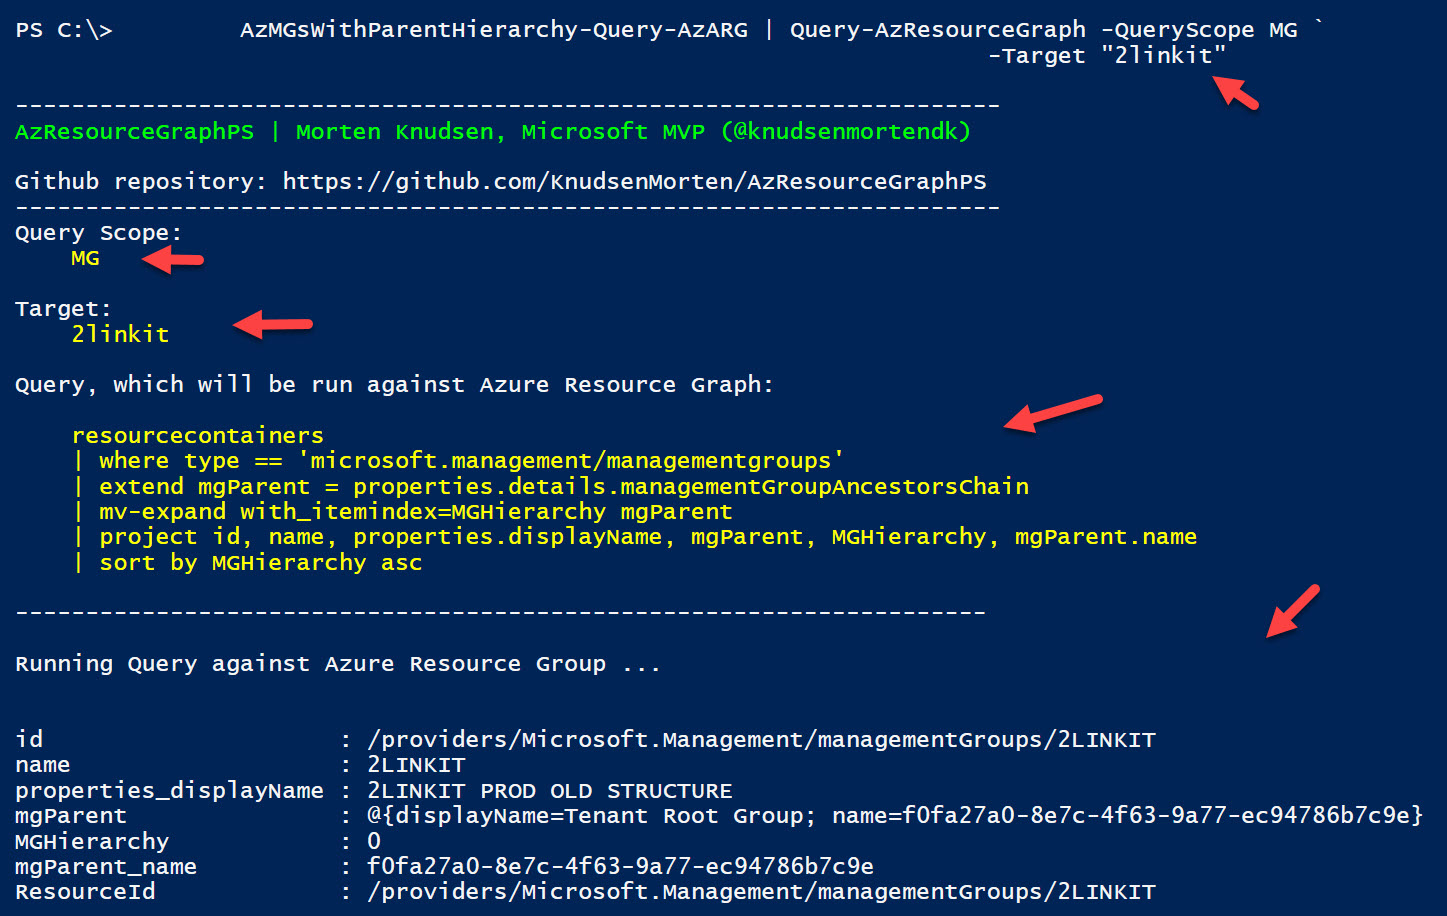 PS C:\> AzMGsWithParentHierarchy-Query-AzARG | Query-AzResourceGraph -QueryScope MG `
-Target "2linkit"
----------------------------------------------------------------------
AzResourceGraphPS | Morten Knudsen, Microsoft MVP (@knudsenmortendk)
Github repository: https://github.com/KnudsenMorten/AzResourceGraphPS
----------------------------------------------------------------------
Query Scope:
MG
Target:
2linkit
Query, which will be run against Azure Resource Graph:
resourcecontainers
| where type == 'microsoft.management/managementgroups'
| extend mgParent = properties.details.managementGroupAncestorsChain
| mv-expand with_itemindex=MGHierarchy mgParent
| project id, name, properties.displayName, mgParent, MGHierarchy, mgParent.name
| sort by MGHierarchy asc
---------------------------------------------------------------------
Running Query against Azure Resource Group ...
id : /providers/Microsoft.Management/managementGroups/2LINKIT
name : 2LINKIT
properties_displayName : 2LINKIT PROD OLD STRUCTURE
mgParent : @{displayName=Tenant Root Group; name=f0fa27a0-8e7c-4f63-9a77-ec94786b7c9e}
MGHierarchy : 0
mgParent_name : f0fa27a0-8e7c-4f63-9a77-ec94786b7c9e
ResourceId : /providers/Microsoft.Management/managementGroups/2LINKIT